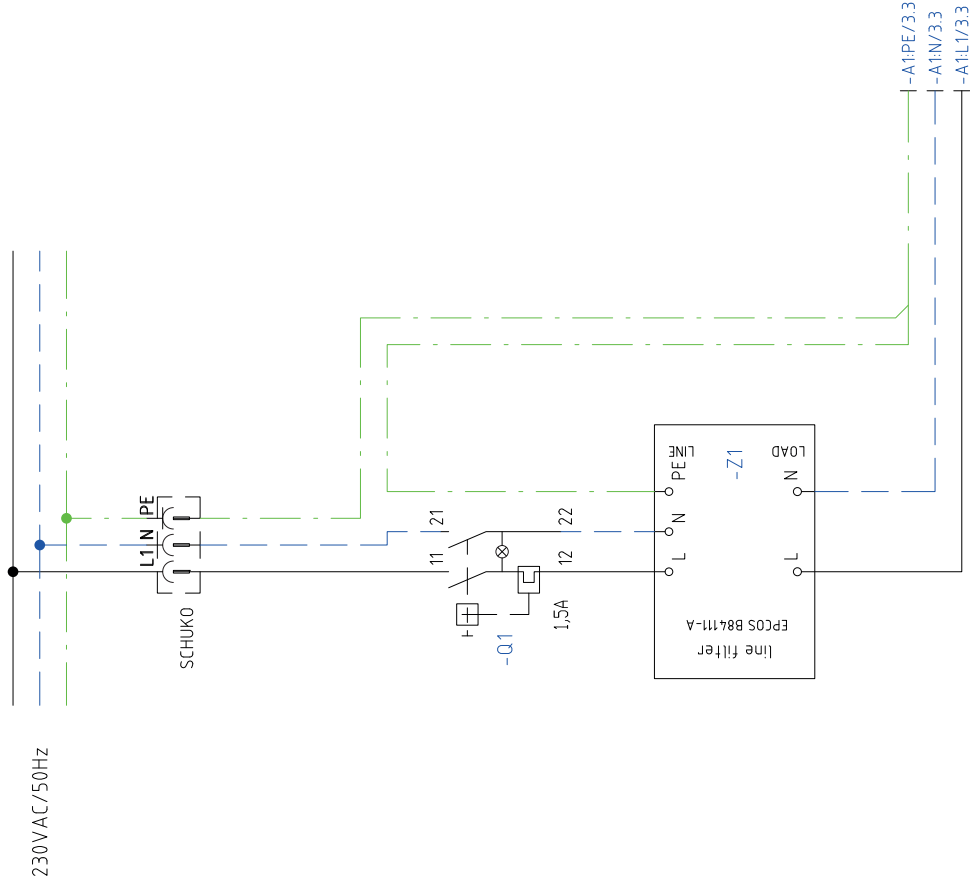 230VAC/50Hz
SCHUKO
L1 N PE
-Q1
11
21
12
22
1,5A
L
N
PE
LINE
-Z1
line filter
EPCOS B84111-A
L
N
LOAD
-A1:PE/3.3
-A1:N/3.3
-A1:L1/3.3